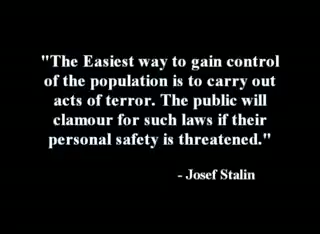 "The Easiest way to gain control
of the population is to carry out
acts of terror. The public will
clamour for such laws if their
personal safety is threatened."
- Josef Stalin